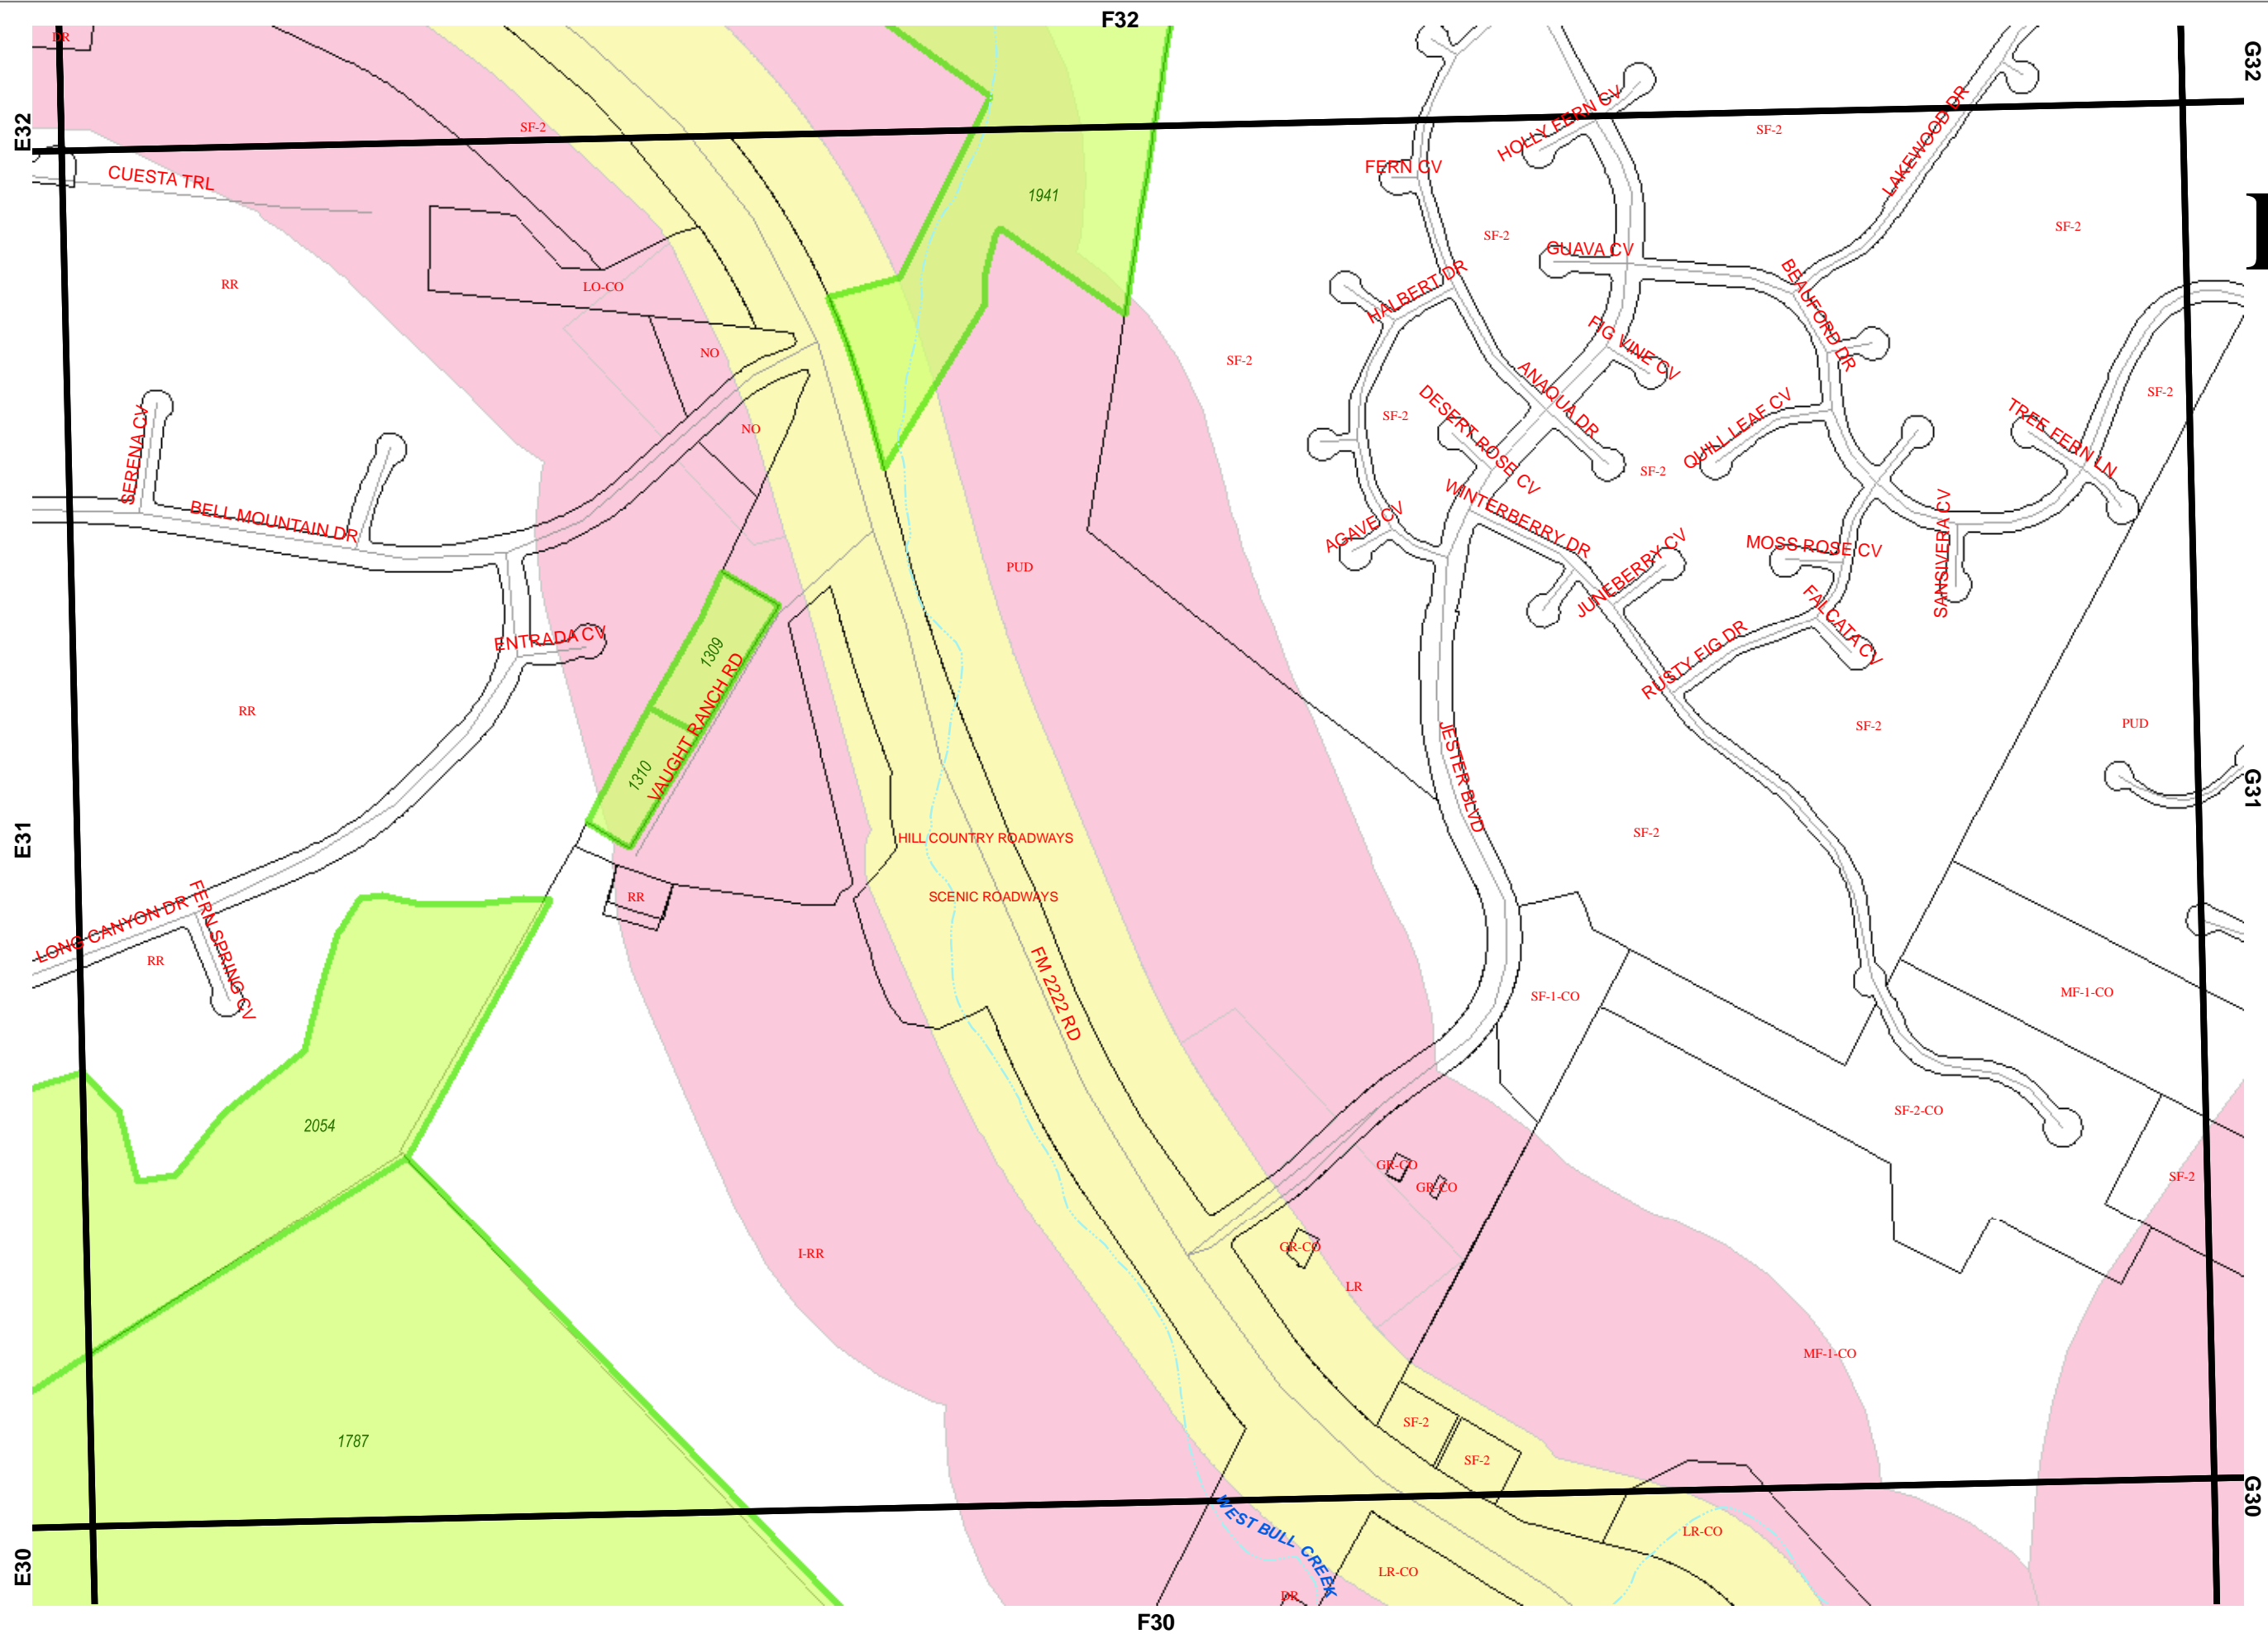 F32
G32
DR
E32
SF-2
SF-2
HOLLY FERN CV
LAKEWOOD DR
FERN CV
CUESTA TRL
1941
SF-2
SF-2
GUAVA CV
RR
LO-CO
HALBERT DR
BEAUFORD DR
NO
SF-2
FIG VINE CV
ANAQUA DR
SF-2
SF-2
DESERT ROSE CV
QUILL LEAF CV
TREE FERN LN
NO
SERENA CV
SF-2
BELL MOUNTAIN DR
WINTERBERRY DR
AGAVE CV
MOSS ROSE CV
SANSIVERA CV
JUNEBERRY CV
PUD
FALCATA CV
ENTRADA CV
1309
VAUGHT RANCH RD
RUSTY FIG DR
RR
SF-2
PUD
1310
JESTER BLVD
G31
E31
HILL COUNTRY ROADWAYS
SF-2
SCENIC ROADWAYS
RR
LONG CANYON DR
FERN SPRING CV
RR
FM 2222 RD
SF-1-CO
MF-1-CO
2054
SF-2-CO
GR-CO
GR-CO
SF-2
I-RR
GR-CO
LR
MF-1-CO
1787
SF-2
SF-2
G30
WEST BULL CREEK
LR-CO
E30
LR-CO
DR
F30